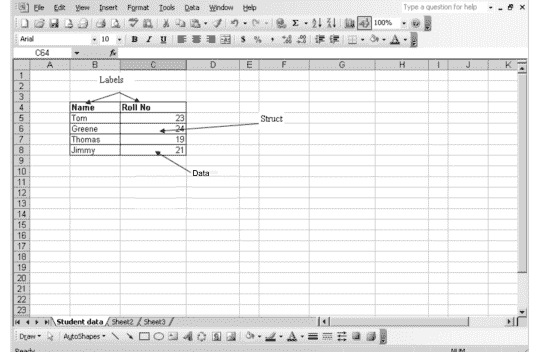 File Edit View Insert Format Tools Data Window Help
Type a question for help
100%
Arial 10 B I U $ % ,
C64 fx
A B C D E F G H I J K
1
Labels
2
3
4 Name Roll No
5 Tom 23 Struct
6 Greene 24
7 Thomas 19
8 Jimmy 21
9
10 Data
11
12
13
14
15
16
17
18
19
20
21
22
23
Student data Sheet2 Sheet3
Draw AutoShapes
Ready NUM